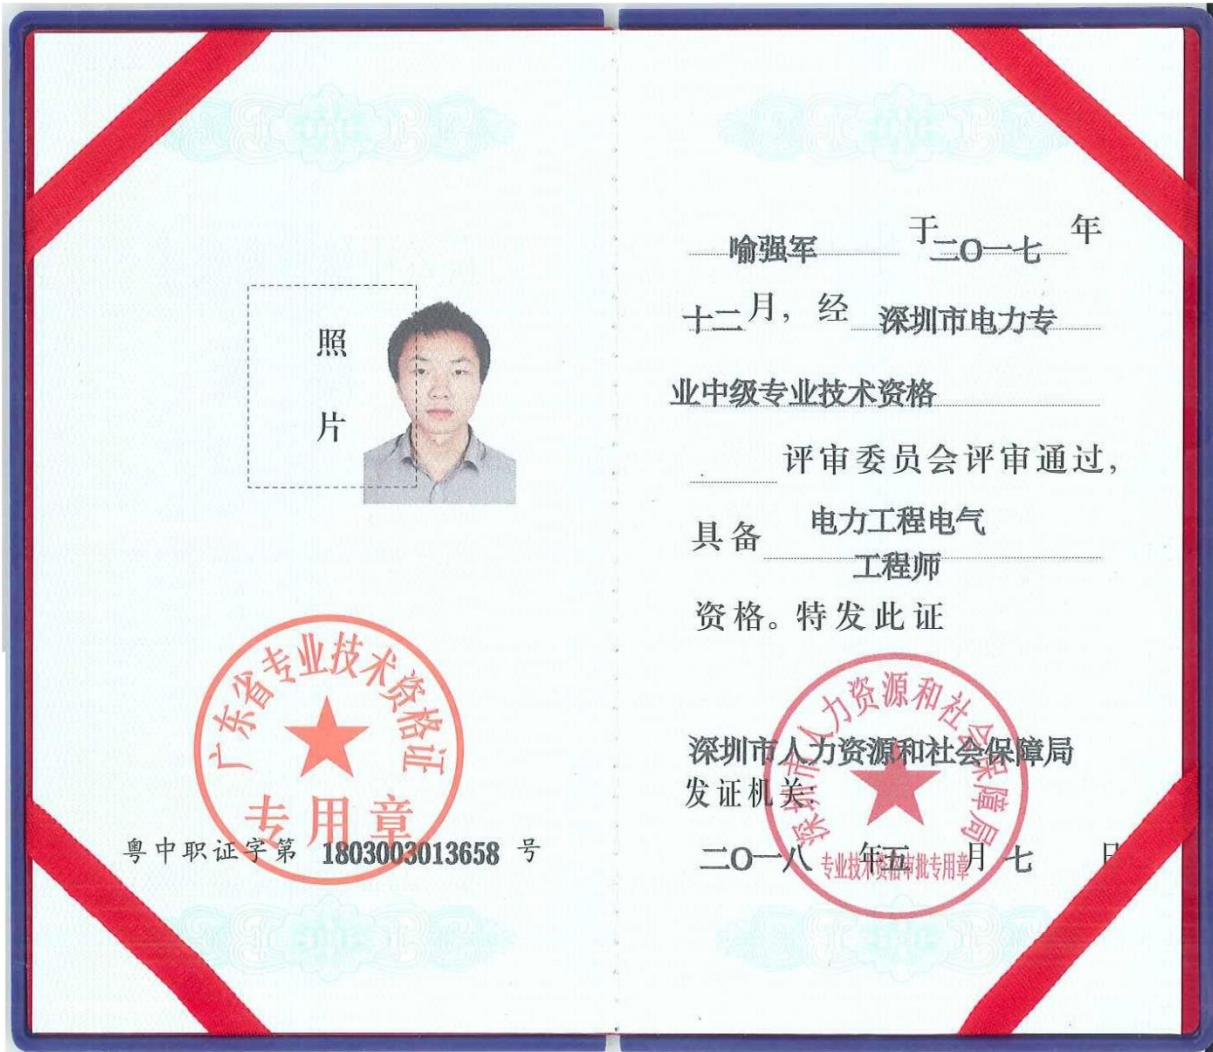 照
片
广东省专业技术资格证
专用章
粤中职证字第 1803003013658 号
喻强军 于二〇一七 年
十二月，经 深圳市电力专
业中级专业技术资格
评审委员会评审通过，
具备 电力工程电气
工程师
资格。特发此证
深圳市人力资源和社会保障局
深圳市人力资源和社会保障局
发证机关
二〇一八 年五 月七 日
专业技术资格审批专用章